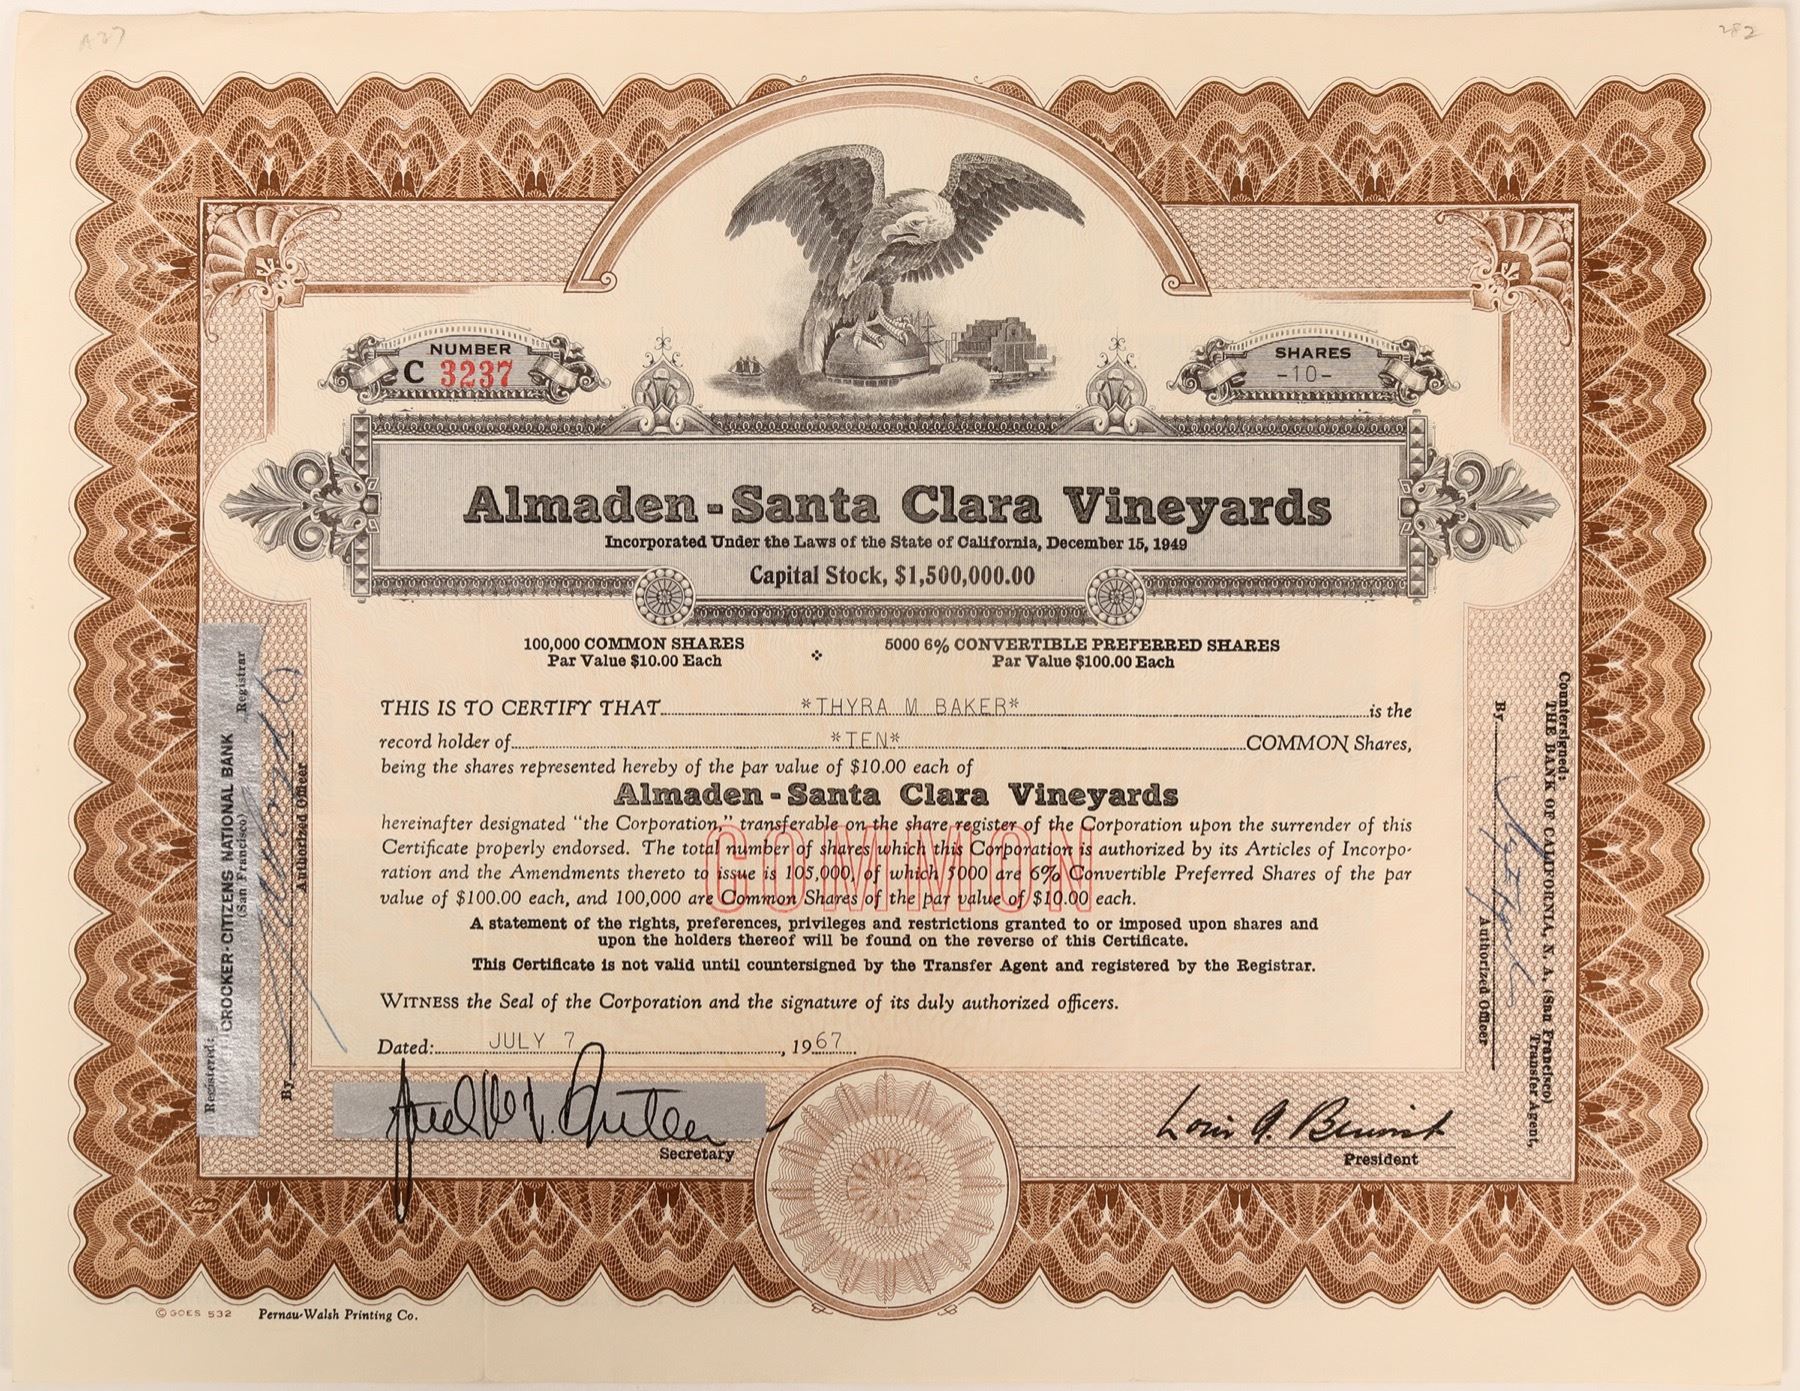 A27
282
NUMBER
C 3237
SHARES
-10-
Almaden-Santa Clara Vineyards
Incorporated Under the Laws of the State of California, December 15, 1949
Capital Stock, $1,500,000.00
100,000 COMMON SHARES
Par Value $10.00 Each
5000 6% CONVERTIBLE PREFERRED SHARES
Par Value $100.00 Each
THIS IS TO CERTIFY THAT *THYRA M BAKER* is the
record holder of *TEN* COMMON Shares,
being the shares represented hereby of the par value of $10.00 each of
Almaden-Santa Clara Vineyards
hereinafter designated "the Corporation," transferable on the share register of the Corporation upon the surrender of this
Certificate properly endorsed. The total number of shares which this Corporation is authorized by its Articles of Incorpo-
ration and the Amendments thereto to issue is 105,000, of which 5000 are 6% Convertible Preferred Shares of the par
value of $100.00 each, and 100,000 are Common Shares of the par value of $10.00 each.
COMMON
A statement of the rights, preferences, privileges and restrictions granted to or imposed upon shares and
upon the holders thereof will be found on the reverse of this Certificate.
This Certificate is not valid until countersigned by the Transfer Agent and registered by the Registrar.
WITNESS the Seal of the Corporation and the signature of its duly authorized officers.
Dated: JULY 7, 1967.
Secretary
Louis A. Benoist
President
Registered:
CROCKER-CITIZENS NATIONAL BANK
(San Francisco)
Registrar
By
Authorized Officer
Countersigned:
THE BANK OF CALIFORNIA, N. A. (San Francisco)
Transfer Agent,
By
Authorized Officer
© GOES 532
Pernau-Walsh Printing Co.